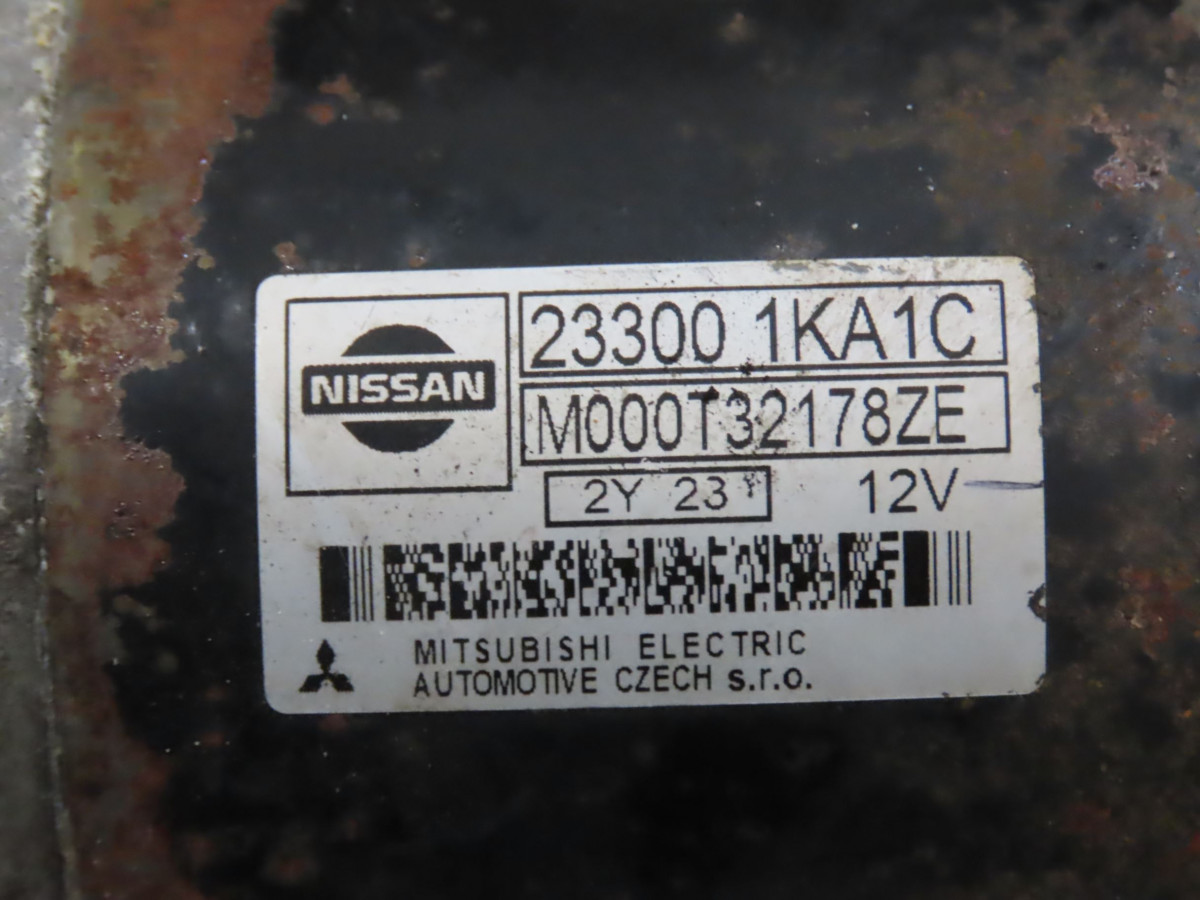 NISSAN
23300 1KA1C
M000T32178ZE
2Y 23
12V
MITSUBISHI ELECTRIC
AUTOMOTIVE CZECH s.r.o.